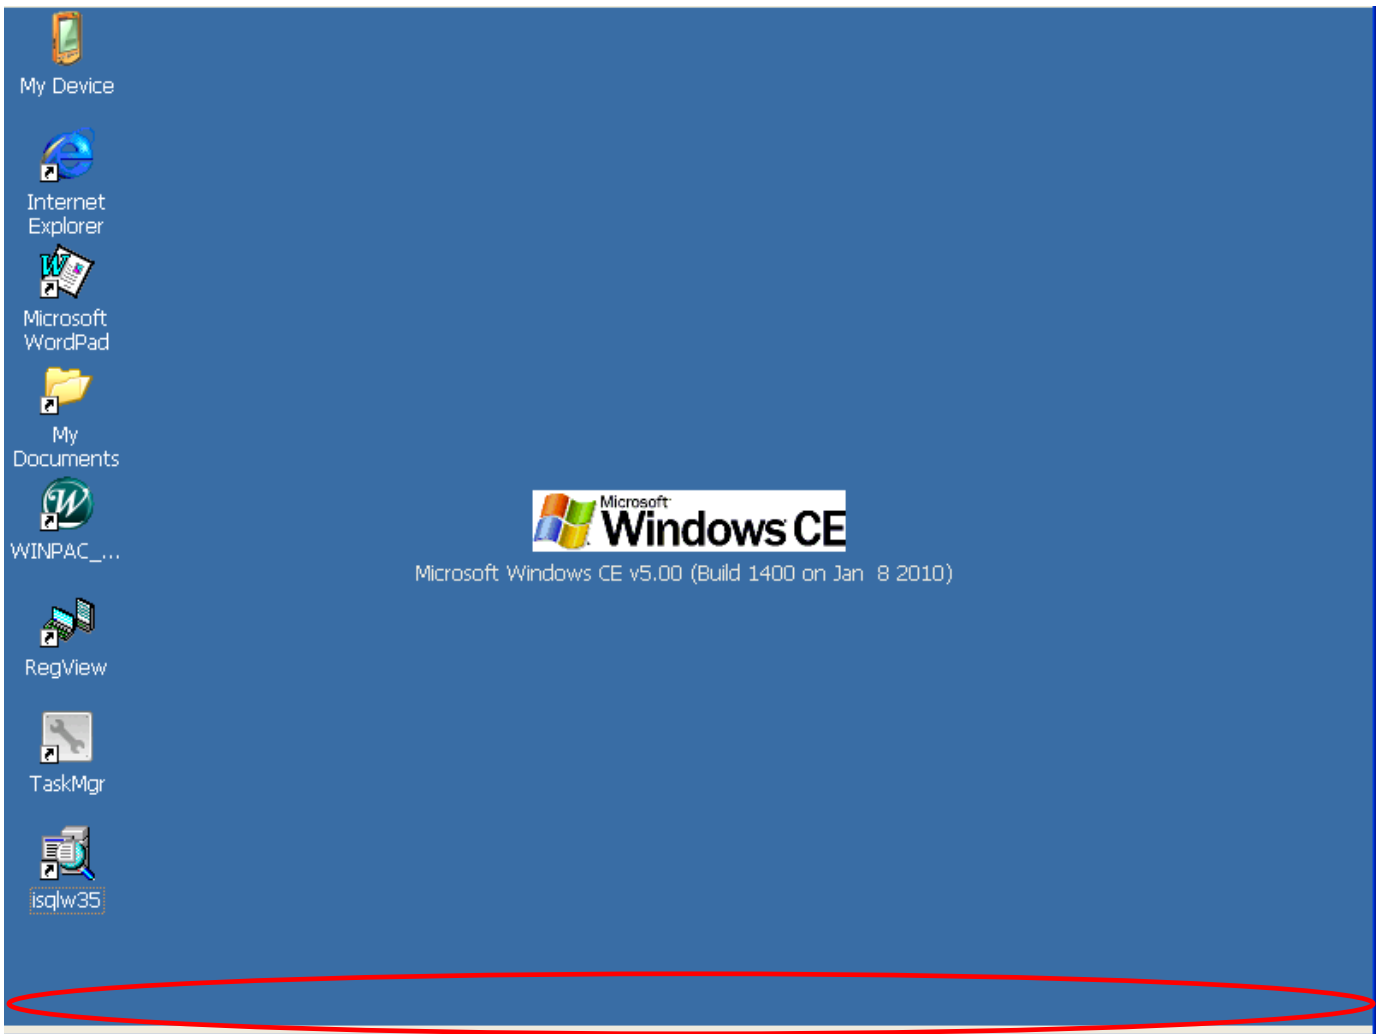 My Device
Internet
Explorer
Microsoft
WordPad
My
Documents
WINPAC_...
RegView
TaskMgr
isqlw35
Microsoft
Windows CE
Microsoft Windows CE v5.00 (Build 1400 on Jan  8 2010)